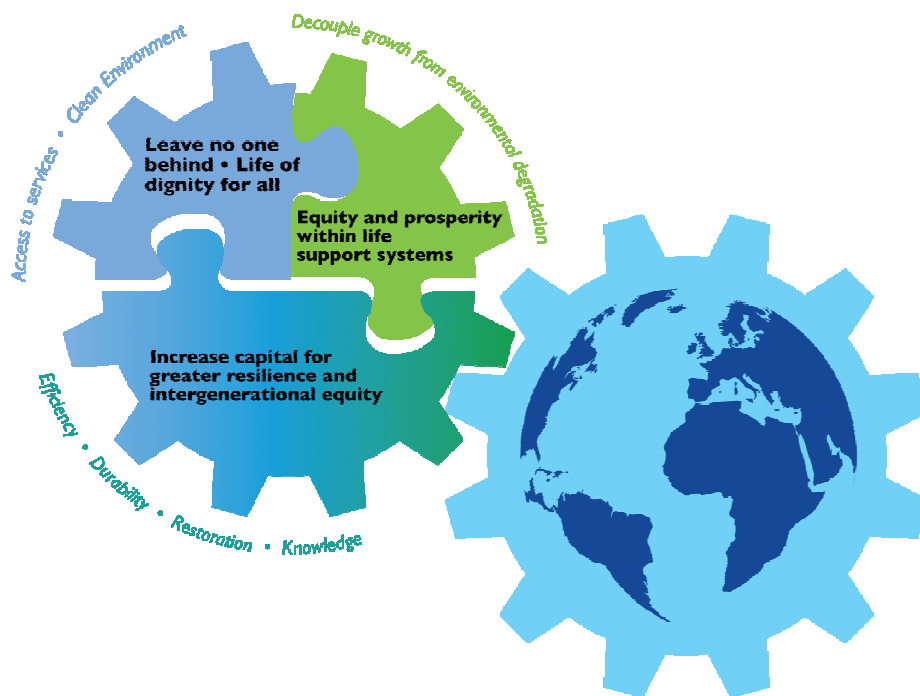 Access to services • Clean Environment
Decouple growth from environmental degradation
Leave no one
behind • Life of
dignity for all
Equity and prosperity
within life
support systems
Increase capital for
greater resilience and
intergenerational equity
Efficiency • Durability • Restoration • Knowledge